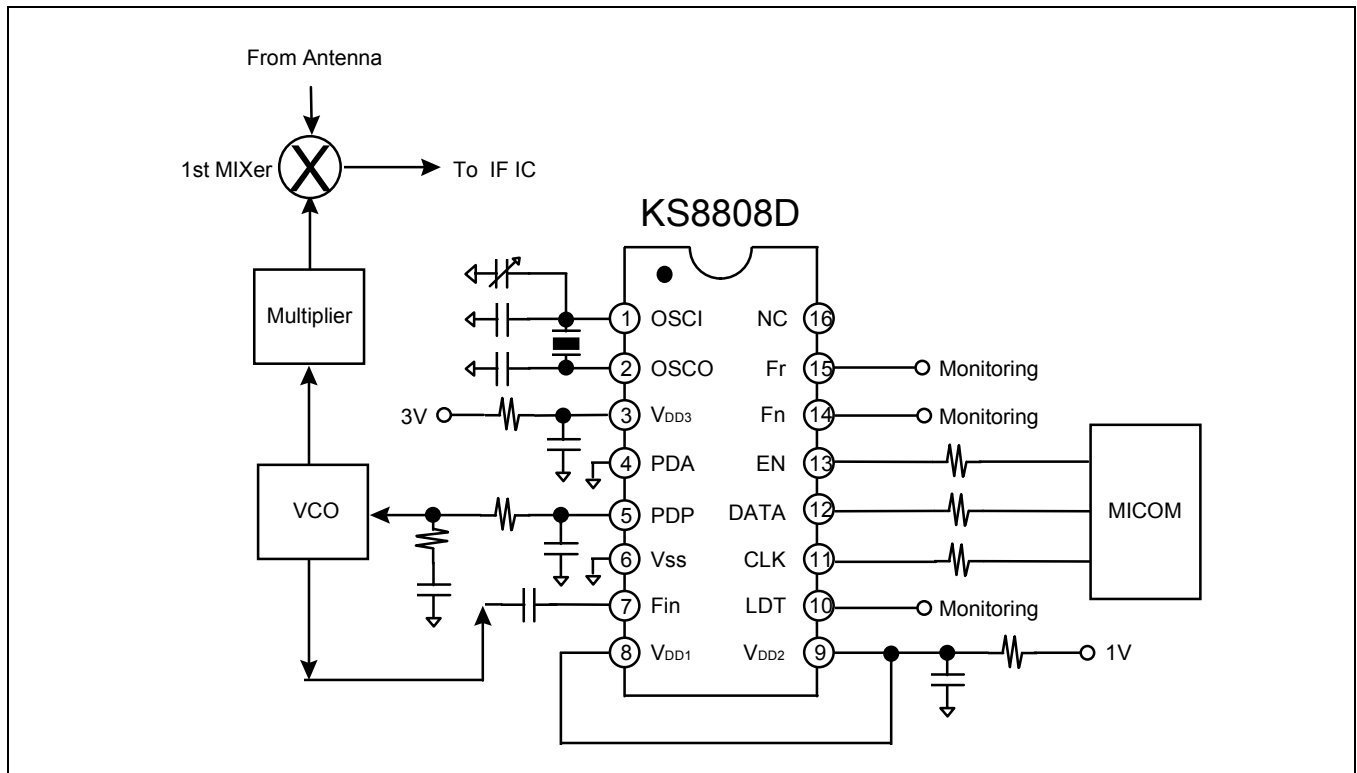 From Antenna
1st MIXer
X
To IF IC
KS8808D
Multiplier
VCO
3V
1 OSCI
2 OSCO
3 VDD3
4 PDA
5 PDP
6 Vss
7 Fin
8 VDD1
NC 16
Fr 15 Monitoring
Fn 14 Monitoring
EN 13
DATA 12
CLK 11
LDT 10 Monitoring
VDD2 9 1V
MICOM